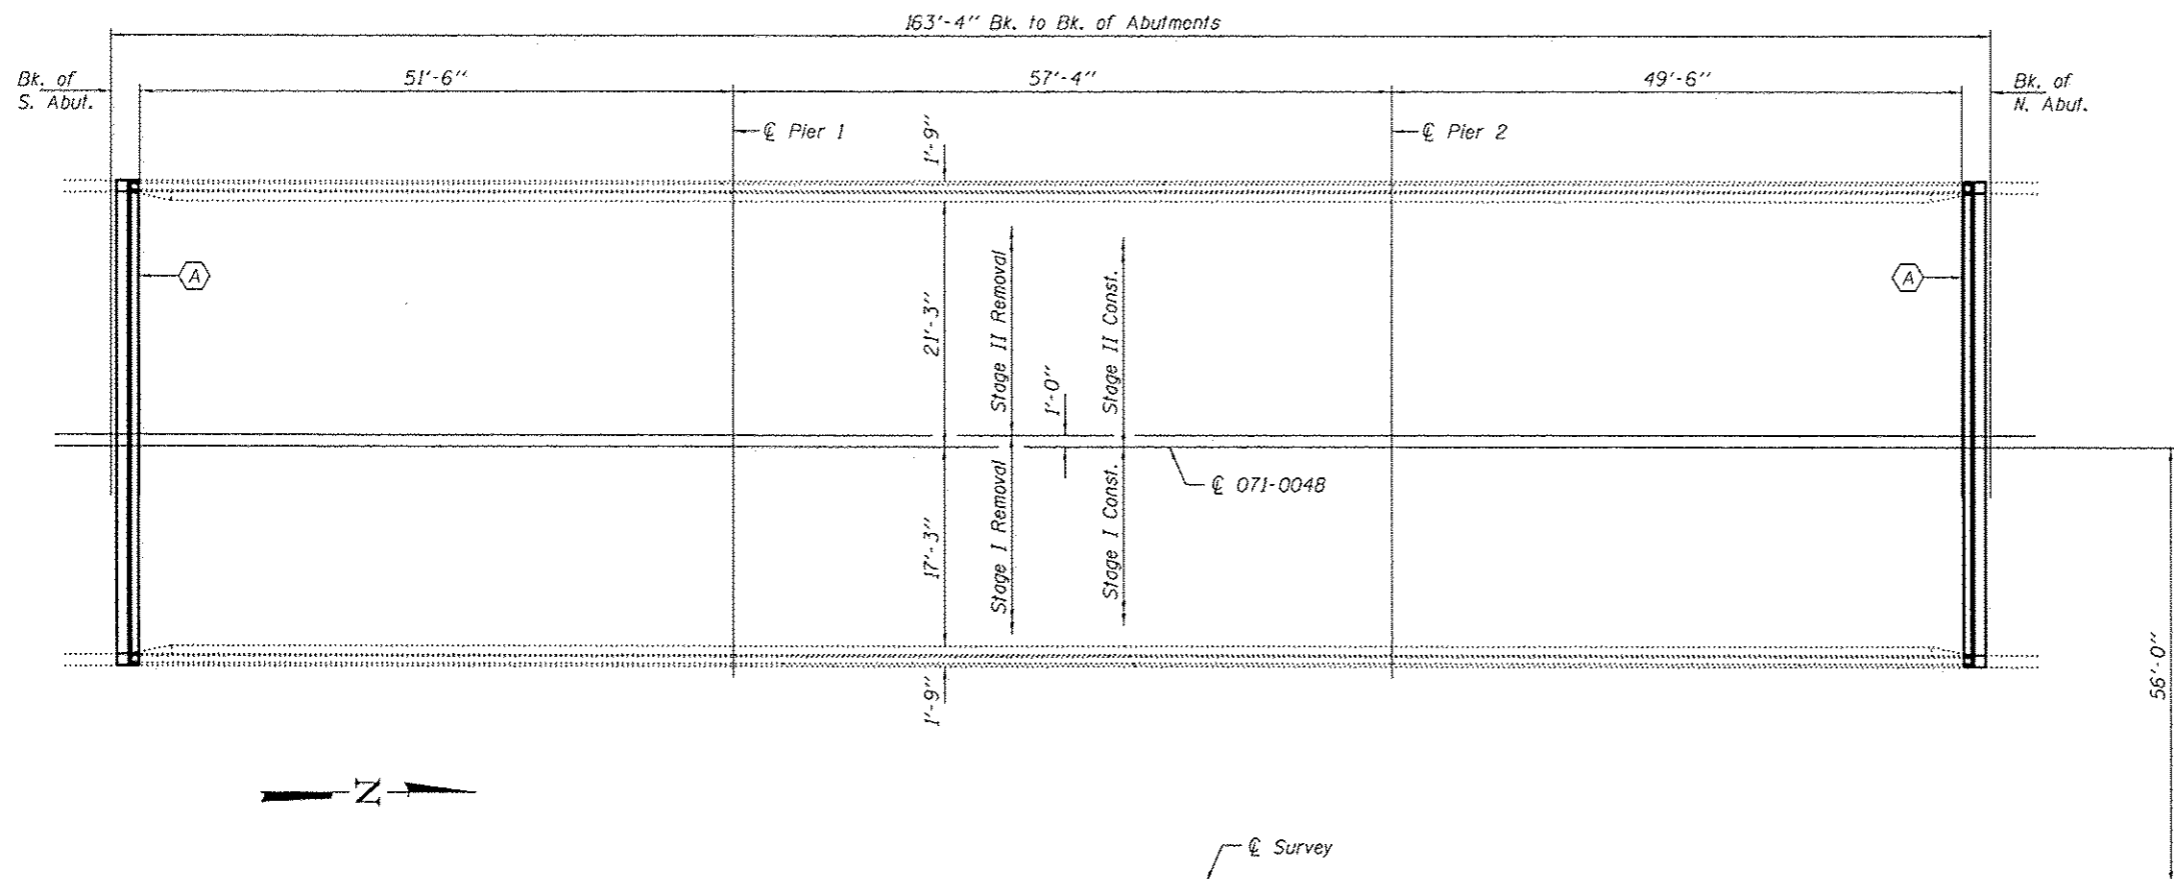 163'-4" Bk. to Bk. of Abutments
Bk. of
S. Abut.
51'-6"
57'-4"
49'-6"
Bk. of
N. Abut.
℄ Pier 1
1'-9"
℄ Pier 2
A
21'-3"
Stage II Removal
1'-0"
Stage II Const.
A
17'-3"
Stage I Removal
Stage I Const.
℄ 071-0048
1'-9"
56'-0"
Z
℄ Survey